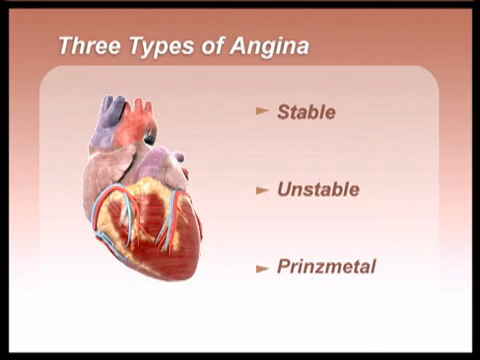 Three Types of Angina
Stable
Unstable
Prinzmetal